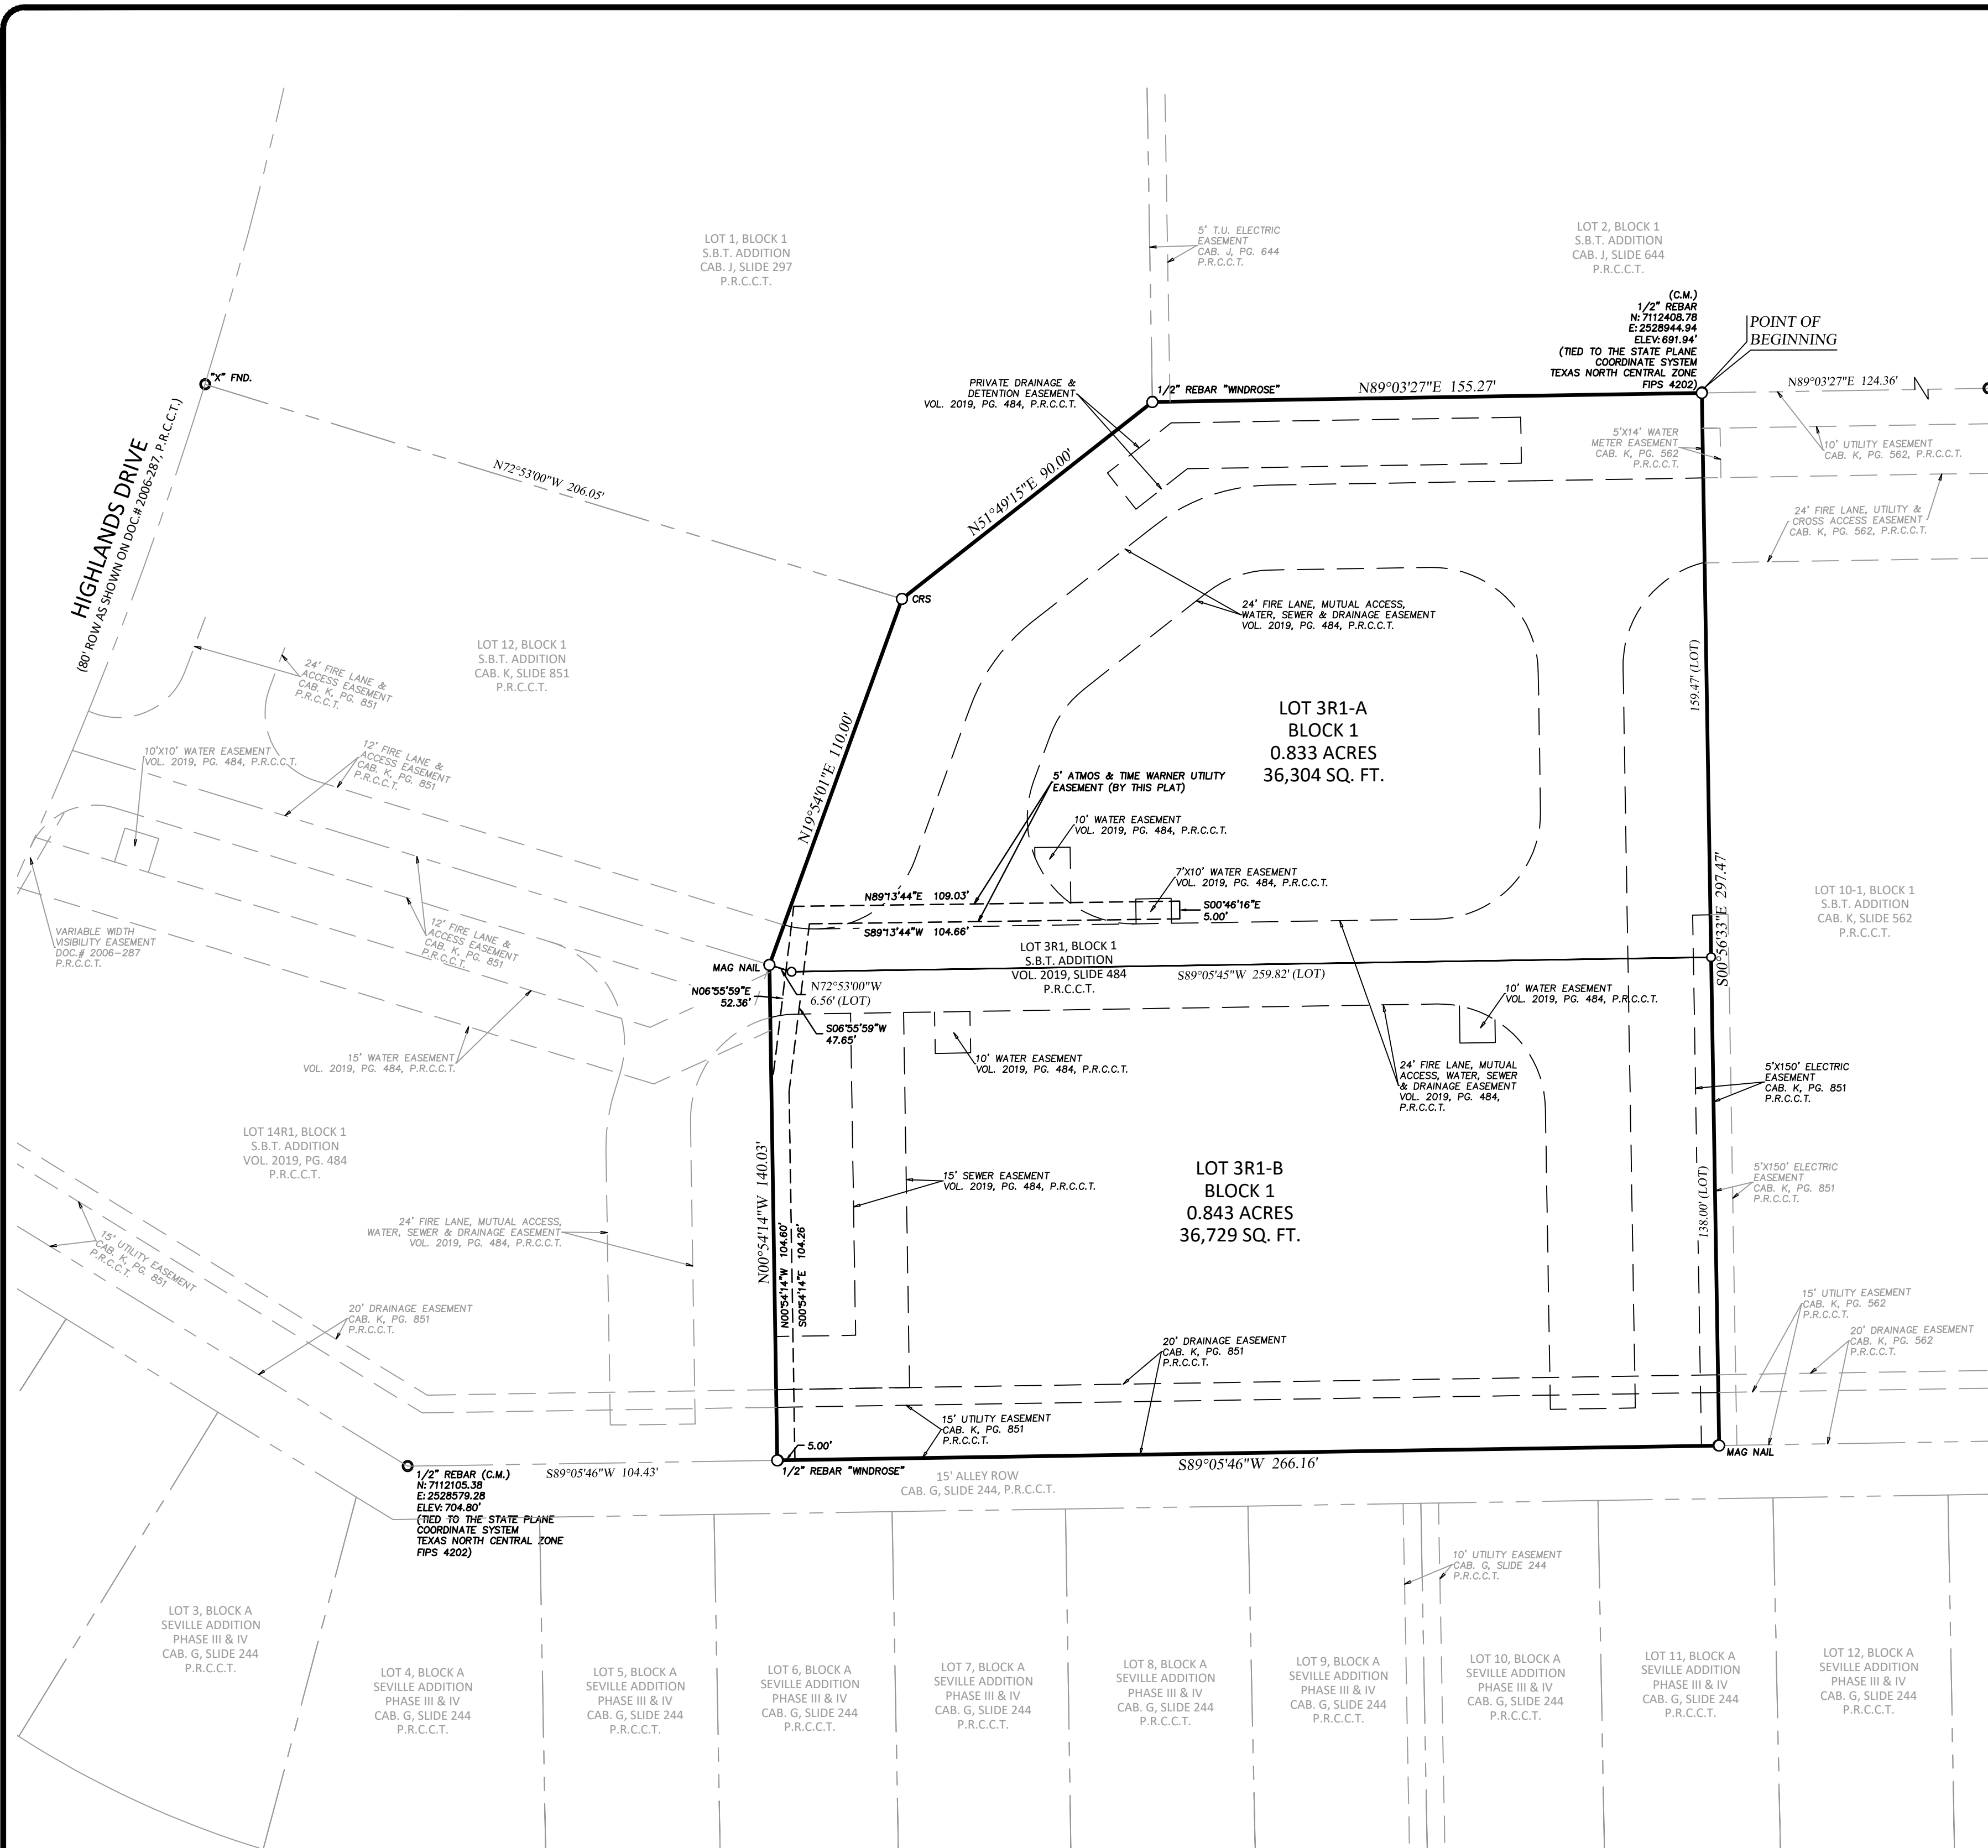 LOT 1, BLOCK 1
S.B.T. ADDITION
CAB. J, SLIDE 297
P.R.C.C.T.
5' T.U. ELECTRIC
EASEMENT
CAB. J, PG. 644
P.R.C.C.T.
LOT 2, BLOCK 1
S.B.T. ADDITION
CAB. J, SLIDE 644
P.R.C.C.T.
(C.M.)
1/2" REBAR
N: 7112408.78
E: 2528944.94
ELEV: 691.94'
(TIED TO THE STATE PLANE
COORDINATE SYSTEM
TEXAS NORTH CENTRAL ZONE
FIPS 4202)
POINT OF
BEGINNING
"X" FND.
PRIVATE DRAINAGE &
DETENTION EASEMENT
VOL. 2019, PG. 484, P.R.C.C.T.
1/2" REBAR "WINDROSE"
N89°03'27"E 155.27'
N89°03'27"E 124.36'
N
HIGHLANDS DRIVE
(80' ROW AS SHOWN ON DOC.# 2006-287, P.R.C.C.T.)
N72°53'00"W 206.05'
N51°49'15"E 90.00'
5'X14' WATER
METER EASEMENT
CAB. K, PG. 562
P.R.C.C.T.
10' UTILITY EASEMENT
CAB. K, PG. 562, P.R.C.C.T.
24' FIRE LANE, UTILITY &
CROSS ACCESS EASEMENT
CAB. K, PG. 562, P.R.C.C.T.
CRS
24' FIRE LANE, MUTUAL ACCESS,
WATER, SEWER & DRAINAGE EASEMENT
VOL. 2019, PG. 484, P.R.C.C.T.
LOT 12, BLOCK 1
S.B.T. ADDITION
CAB. K, SLIDE 851
P.R.C.C.T.
24' FIRE LANE &
ACCESS EASEMENT
CAB. K, PG. 851
P.R.C.C.T.
159.47' (LOT)
LOT 3R1-A
BLOCK 1
0.833 ACRES
36,304 SQ. FT.
10'X10' WATER EASEMENT
VOL. 2019, PG. 484, P.R.C.C.T.
12' FIRE LANE &
ACCESS EASEMENT
CAB. K, PG. 851
P.R.C.C.T.
N19°54'01"E 110.00'
5' ATMOS & TIME WARNER UTILITY
EASEMENT (BY THIS PLAT)
10' WATER EASEMENT
VOL. 2019, PG. 484, P.R.C.C.T.
7'X10' WATER EASEMENT
VOL. 2019, PG. 484, P.R.C.C.T.
N89°13'44"E 109.03'
S00°46'16"E
5.00'
S89°13'44"W 104.66'
S00°56'33"E 297.47'
LOT 10-1, BLOCK 1
S.B.T. ADDITION
CAB. K, SLIDE 562
P.R.C.C.T.
VARIABLE WIDTH
VISIBILITY EASEMENT
DOC.# 2006-287
P.R.C.C.T.
12' FIRE LANE &
ACCESS EASEMENT
CAB. K, PG. 851
P.R.C.C.T.
LOT 3R1, BLOCK 1
S.B.T. ADDITION
VOL. 2019, SLIDE 484
P.R.C.C.T.
S89°05'45"W 259.82' (LOT)
MAG NAIL
N72°53'00"W
6.56' (LOT)
N06°55'59"E
52.36'
S06°55'59"W
47.65'
10' WATER EASEMENT
VOL. 2019, PG. 484, P.R.C.C.T.
15' WATER EASEMENT
VOL. 2019, PG. 484, P.R.C.C.T.
10' WATER EASEMENT
VOL. 2019, PG. 484, P.R.C.C.T.
24' FIRE LANE, MUTUAL
ACCESS, WATER, SEWER
& DRAINAGE EASEMENT
VOL. 2019, PG. 484,
P.R.C.C.T.
5'X150' ELECTRIC
EASEMENT
CAB. K, PG. 851
P.R.C.C.T.
LOT 14R1, BLOCK 1
S.B.T. ADDITION
VOL. 2019, PG. 484
P.R.C.C.T.
N00°54'14"W 140.03'
15' SEWER EASEMENT
VOL. 2019, PG. 484, P.R.C.C.T.
LOT 3R1-B
BLOCK 1
0.843 ACRES
36,729 SQ. FT.
138.00' (LOT)
5'X150' ELECTRIC
EASEMENT
CAB. K, PG. 851
P.R.C.C.T.
15' UTILITY EASEMENT
CAB. K, PG. 851
P.R.C.C.T.
24' FIRE LANE, MUTUAL ACCESS,
WATER, SEWER & DRAINAGE EASEMENT
VOL. 2019, PG. 484, P.R.C.C.T.
N00°54'14"W 104.60'
S00°54'14"E 104.26'
20' DRAINAGE EASEMENT
CAB. K, PG. 851
P.R.C.C.T.
20' DRAINAGE EASEMENT
CAB. K, PG. 851
P.R.C.C.T.
15' UTILITY EASEMENT
CAB. K, PG. 562
P.R.C.C.T.
20' DRAINAGE EASEMENT
CAB. K, PG. 562
P.R.C.C.T.
15' UTILITY EASEMENT
CAB. K, PG. 851
P.R.C.C.T.
5.00'
MAG NAIL
1/2" REBAR (C.M.)
N: 7112105.38
E: 2528579.28
ELEV: 704.80'
(TIED TO THE STATE PLANE
COORDINATE SYSTEM
TEXAS NORTH CENTRAL ZONE
FIPS 4202)
S89°05'46"W 104.43'
1/2" REBAR "WINDROSE"
15' ALLEY ROW
CAB. G, SLIDE 244, P.R.C.C.T.
S89°05'46"W 266.16'
10' UTILITY EASEMENT
CAB. G, SLIDE 244
P.R.C.C.T.
LOT 3, BLOCK A
SEVILLE ADDITION
PHASE III & IV
CAB. G, SLIDE 244
P.R.C.C.T.
LOT 4, BLOCK A
SEVILLE ADDITION
PHASE III & IV
CAB. G, SLIDE 244
P.R.C.C.T.
LOT 5, BLOCK A
SEVILLE ADDITION
PHASE III & IV
CAB. G, SLIDE 244
P.R.C.C.T.
LOT 6, BLOCK A
SEVILLE ADDITION
PHASE III & IV
CAB. G, SLIDE 244
P.R.C.C.T.
LOT 7, BLOCK A
SEVILLE ADDITION
PHASE III & IV
CAB. G, SLIDE 244
P.R.C.C.T.
LOT 8, BLOCK A
SEVILLE ADDITION
PHASE III & IV
CAB. G, SLIDE 244
P.R.C.C.T.
LOT 9, BLOCK A
SEVILLE ADDITION
PHASE III & IV
CAB. G, SLIDE 244
P.R.C.C.T.
LOT 10, BLOCK A
SEVILLE ADDITION
PHASE III & IV
CAB. G, SLIDE 244
P.R.C.C.T.
LOT 11, BLOCK A
SEVILLE ADDITION
PHASE III & IV
CAB. G, SLIDE 244
P.R.C.C.T.
LOT 12, BLOCK A
SEVILLE ADDITION
PHASE III & IV
CAB. G, SLIDE 244
P.R.C.C.T.